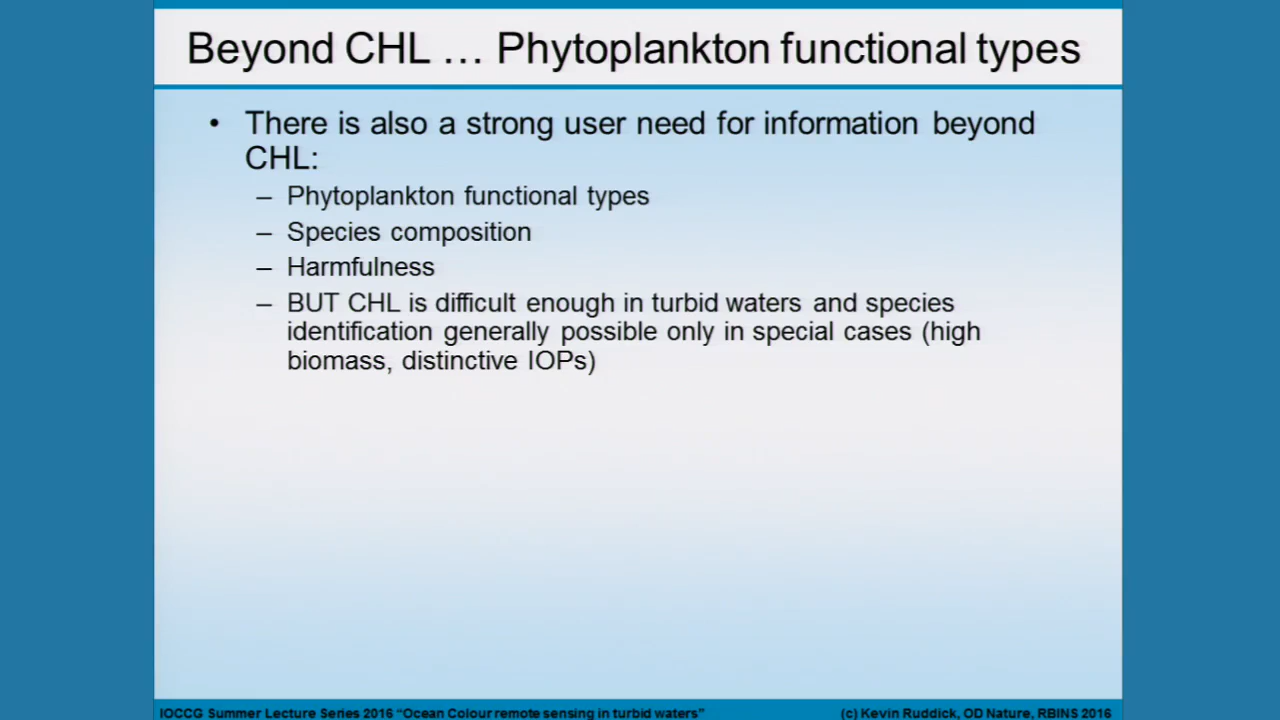 Beyond CHL … Phytoplankton functional types
• There is also a strong user need for information beyond
CHL:
– Phytoplankton functional types
– Species composition
– Harmfulness
– BUT CHL is difficult enough in turbid waters and species
identification generally possible only in special cases (high
biomass, distinctive IOPs)
IOCCG Summer Lecture Series 2016 “Ocean Colour remote sensing in turbid waters”
(c) Kevin Ruddick, OD Nature, RBINS 2016